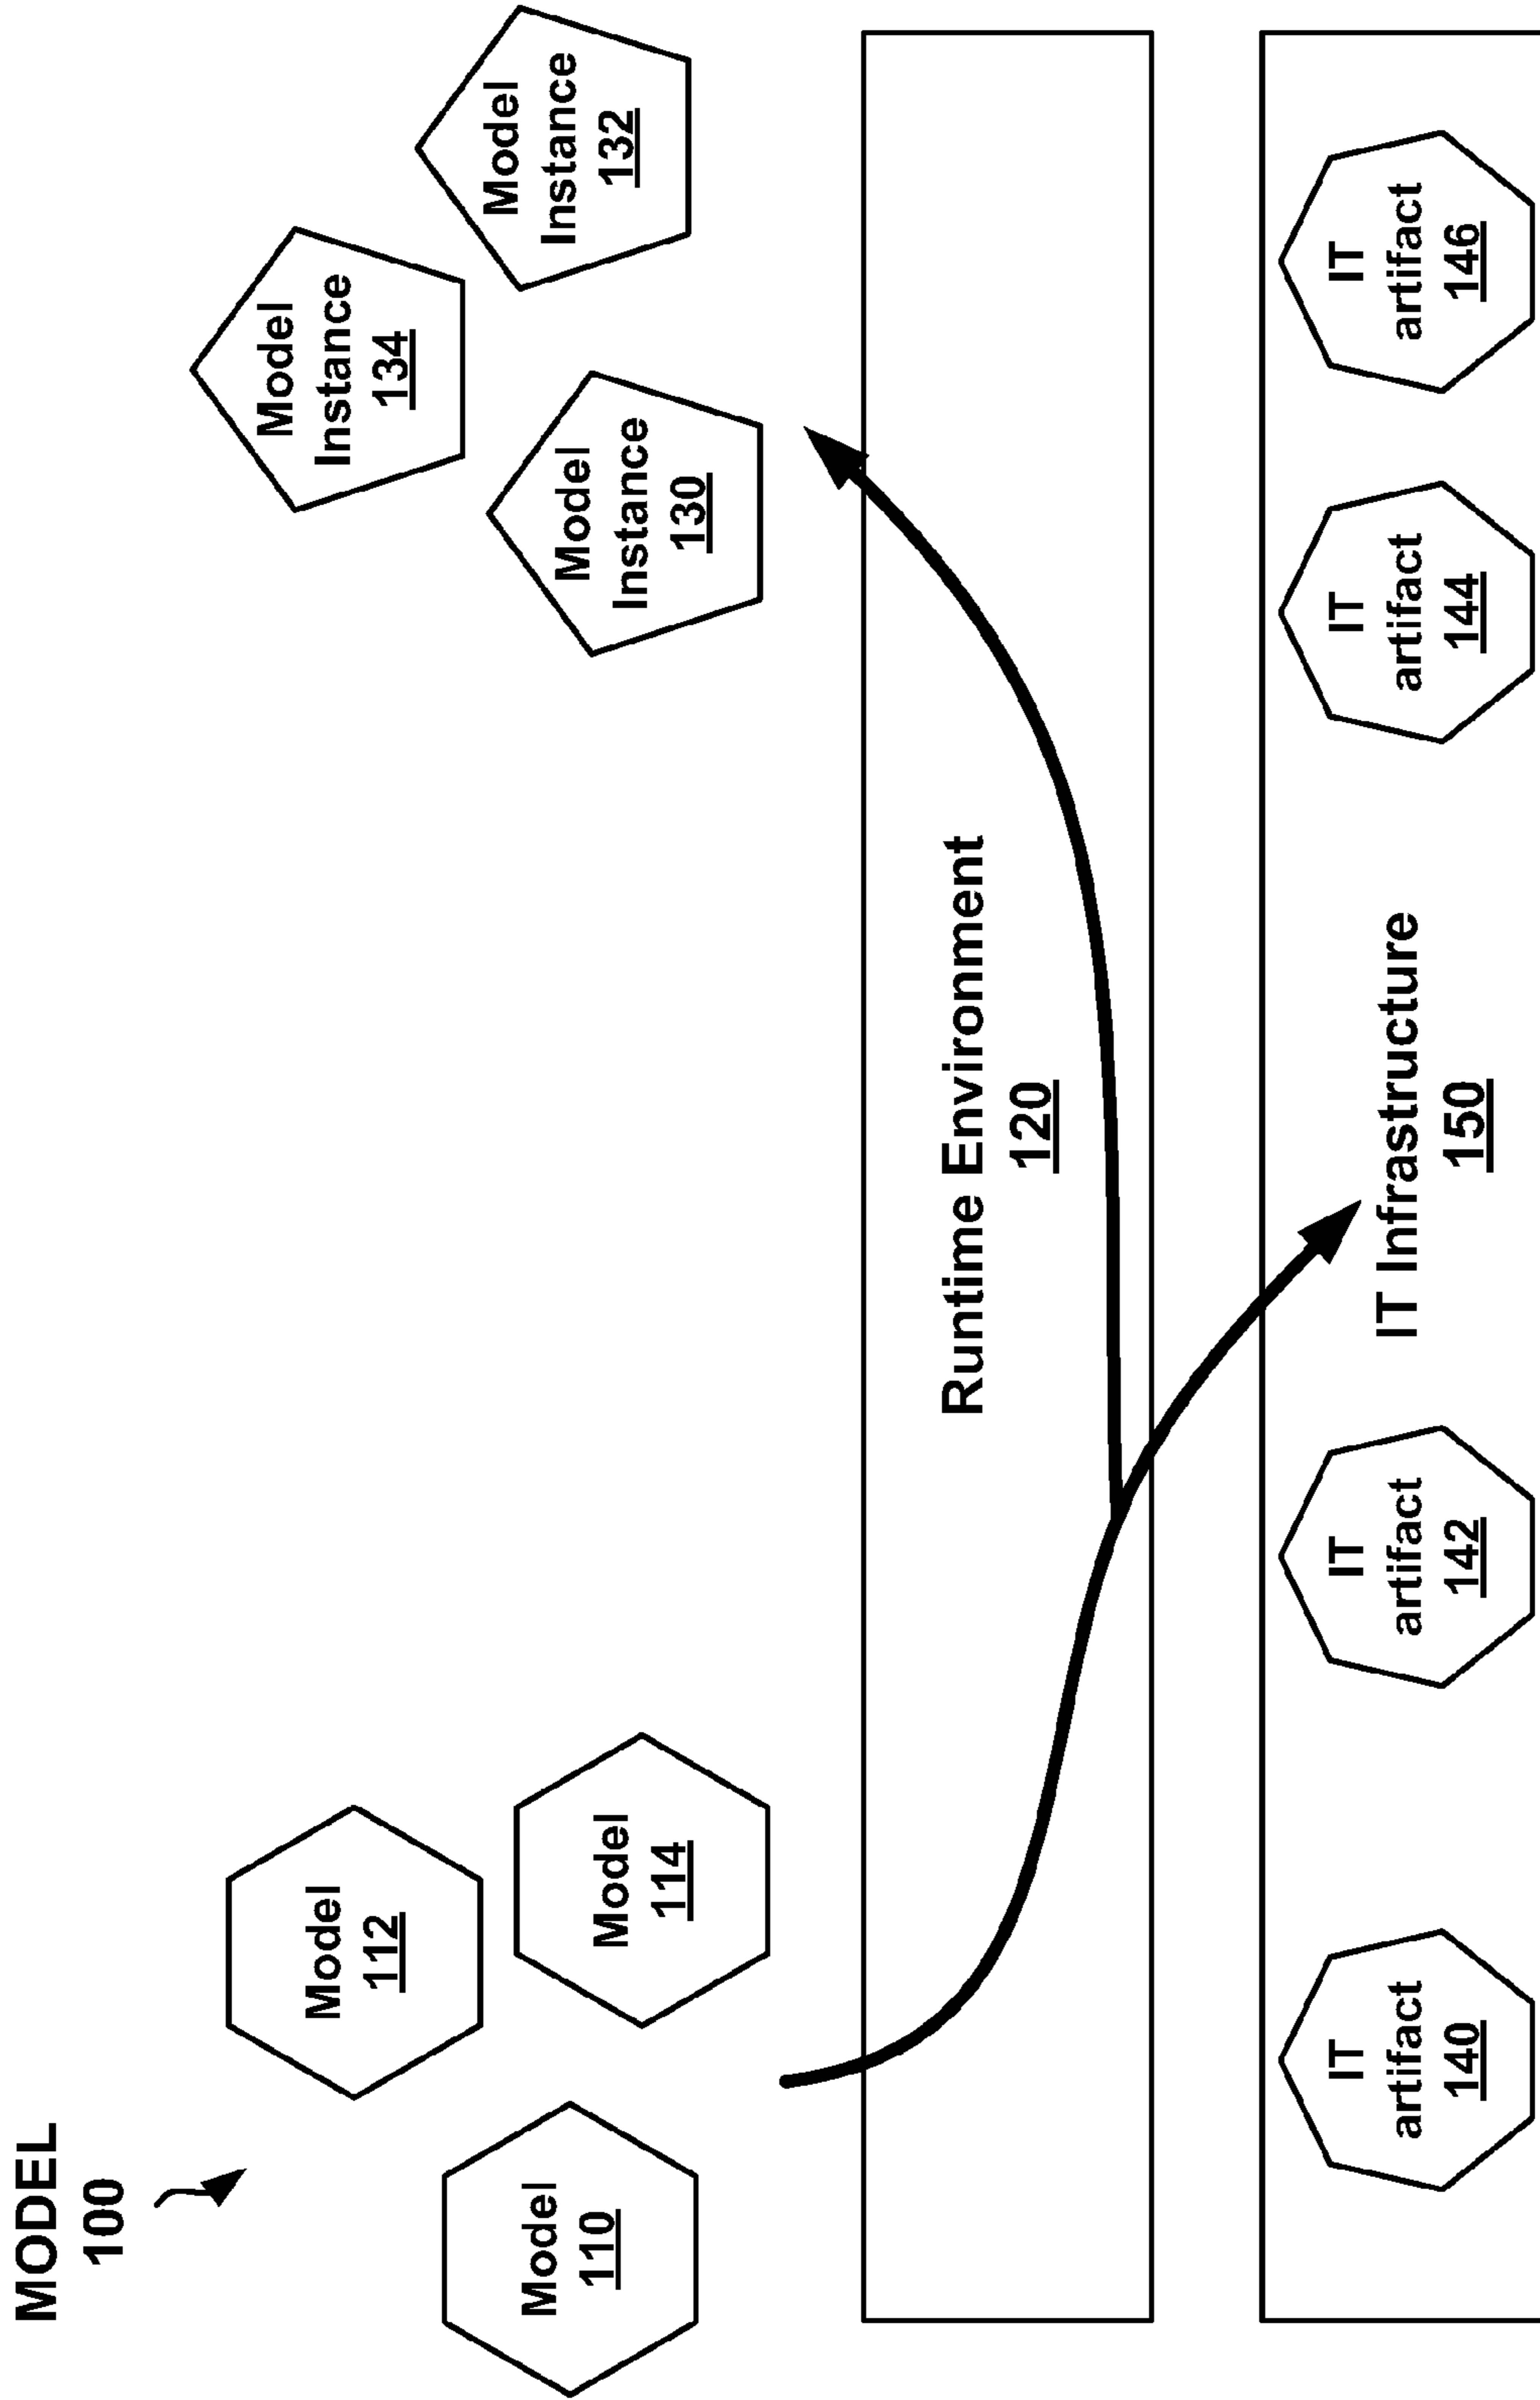 MODEL
100
Model
112
Model
110
Model
114
Model
Instance
134
Model
Instance
132
Model
Instance
130
Runtime Environment
120
IT Infrastructure
150
IT
artifact
140
IT
artifact
142
IT
artifact
144
IT
artifact
146